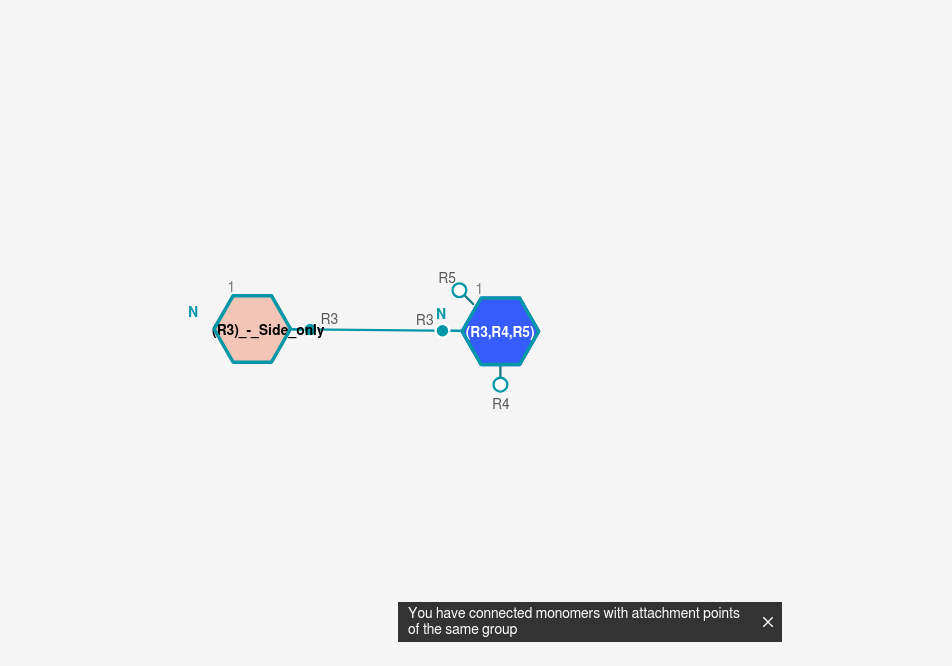 R5
1
1
N
N
R3
R3
(R3)_-_Side_only
(R3,R4,R5)
R4
You have connected monomers with attachment points
of the same group